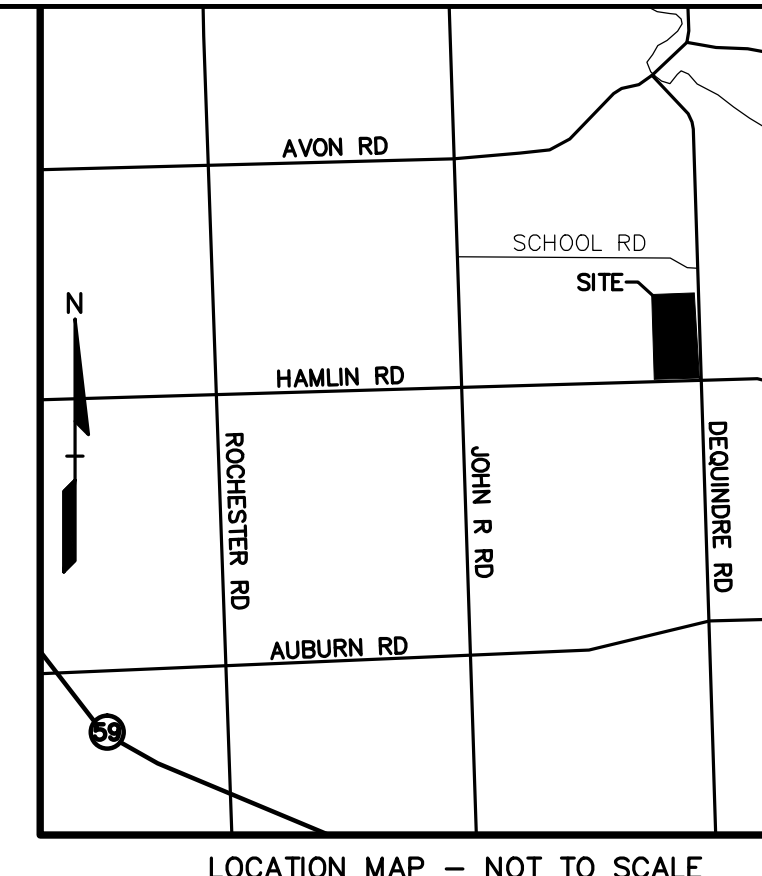 AVON RD
SCHOOL RD
SITE
N
HAMLIN RD
ROCHESTER RD
JOHN R RD
DEQUINDRE RD
AUBURN RD
59
LOCATION MAP – NOT TO SCALE